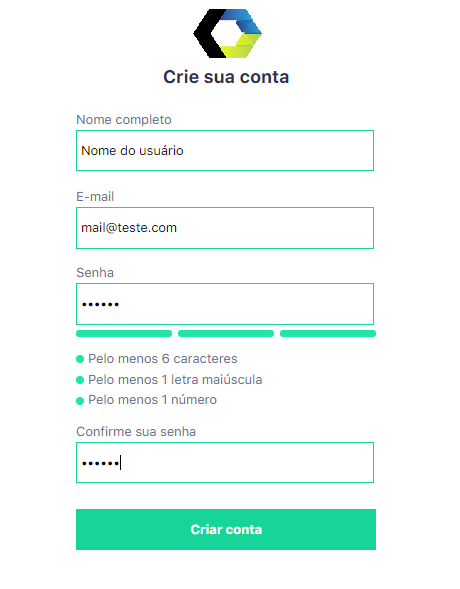 Crie sua conta
Nome completo
Nome do usuário
E-mail
mail@teste.com
Senha
••••••
Pelo menos 6 caracteres
Pelo menos 1 letra maiúscula
Pelo menos 1 número
Confirme sua senha
••••••
Criar conta